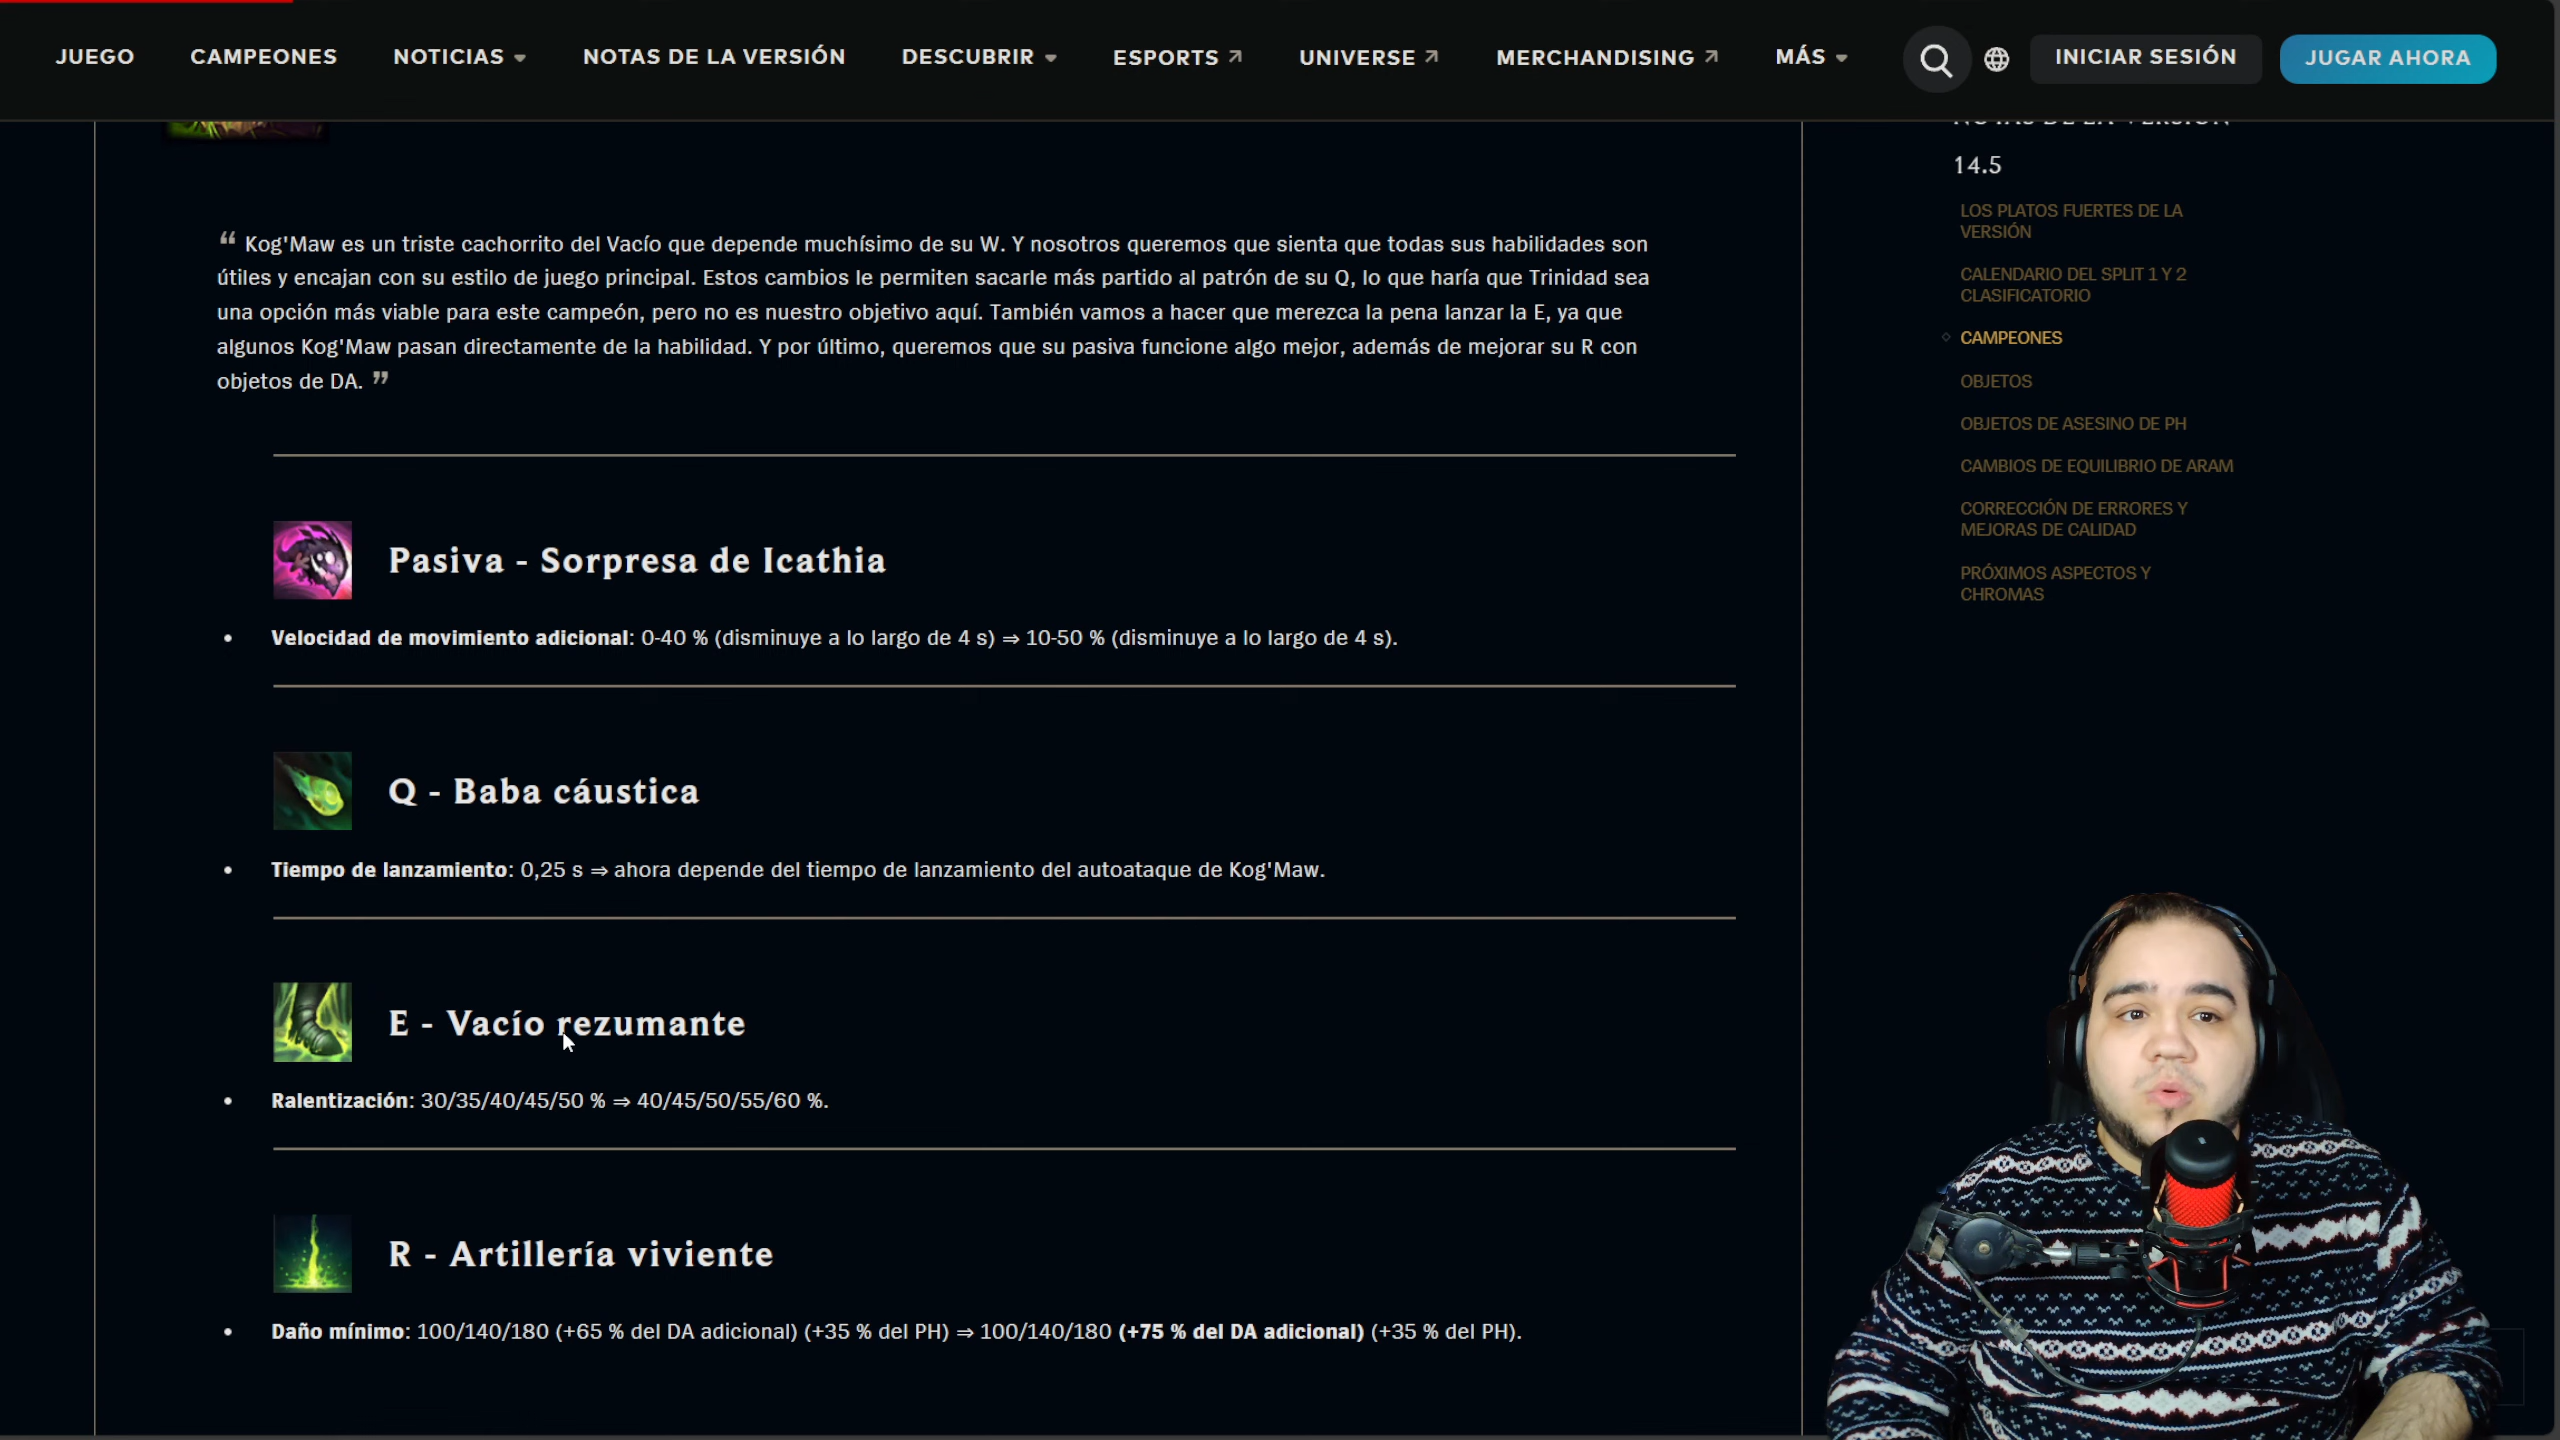 JUEGO CAMPEONES NOTICIAS NOTAS DE LA VERSIÓN DESCUBRIR ESPORTS UNIVERSE MERCHANDISING MÁS INICIAR SESIÓN JUGAR AHORA
NOTAS DE LA VERSIÓN
14.5
LOS PLATOS FUERTES DE LA
VERSIÓN
CALENDARIO DEL SPLIT 1 Y 2
CLASIFICATORIO
CAMPEONES
OBJETOS
OBJETOS DE ASESINO DE PH
CAMBIOS DE EQUILIBRIO DE ARAM
CORRECCIÓN DE ERRORES Y
MEJORAS DE CALIDAD
PRÓXIMOS ASPECTOS Y
CHROMAS
“ Kog'Maw es un triste cachorrito del Vacío que depende muchísimo de su W. Y nosotros queremos que sienta que todas sus habilidades son
útiles y encajan con su estilo de juego principal. Estos cambios le permiten sacarle más partido al patrón de su Q, lo que haría que Trinidad sea
una opción más viable para este campeón, pero no es nuestro objetivo aquí. También vamos a hacer que merezca la pena lanzar la E, ya que
algunos Kog'Maw pasan directamente de la habilidad. Y por último, queremos que su pasiva funcione algo mejor, además de mejorar su R con
objetos de DA. ”
Pasiva - Sorpresa de Icathia
• Velocidad de movimiento adicional: 0-40 % (disminuye a lo largo de 4 s) ⇒ 10-50 % (disminuye a lo largo de 4 s).
Q - Baba cáustica
• Tiempo de lanzamiento: 0,25 s ⇒ ahora depende del tiempo de lanzamiento del autoataque de Kog'Maw.
E - Vacío rezumante
• Ralentización: 30/35/40/45/50 % ⇒ 40/45/50/55/60 %.
R - Artillería viviente
• Daño mínimo: 100/140/180 (+65 % del DA adicional) (+35 % del PH) ⇒ 100/140/180 (+75 % del DA adicional) (+35 % del PH).